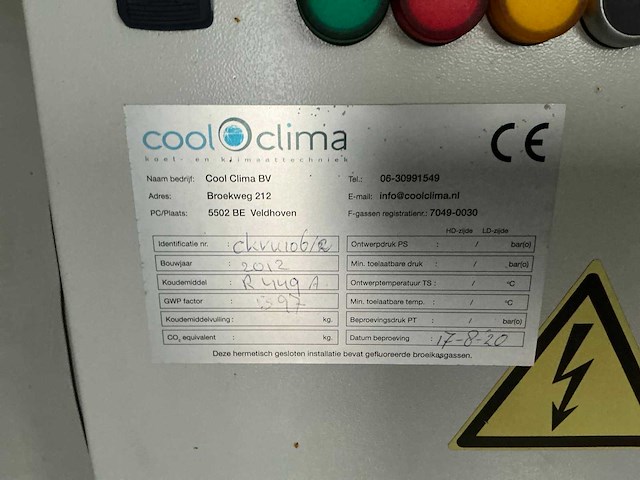 cool clima
koel- en klimaattechniek
CE
Naam bedrijf: Cool Clima BV
Adres: Broekweg 212
PC/Plaats: 5502 BE Veldhoven
Tel.: 06-30991549
E-mail: info@coolclima.nl
F-gassen registratienr.: 7049-0030
HD-zijde LD-zijde
Identificatie nr. : ckvu106/2
Bouwjaar : 2012
Koudemiddel : R449A
GWP factor :
Koudemiddelvulling : kg.
CO2 equivalent : kg.
Ontwerpdruk PS : / bar(o)
Min. toelaatbare druk : / bar(o)
Ontwerptemperatuur TS : / °C
Min. toelaatbare temp. : / °C
Beproevingsdruk PT : / bar(o)
Datum beproeving : 17-8-20
Deze hermetisch gesloten installatie bevat gefluoreerde broeikasgassen.